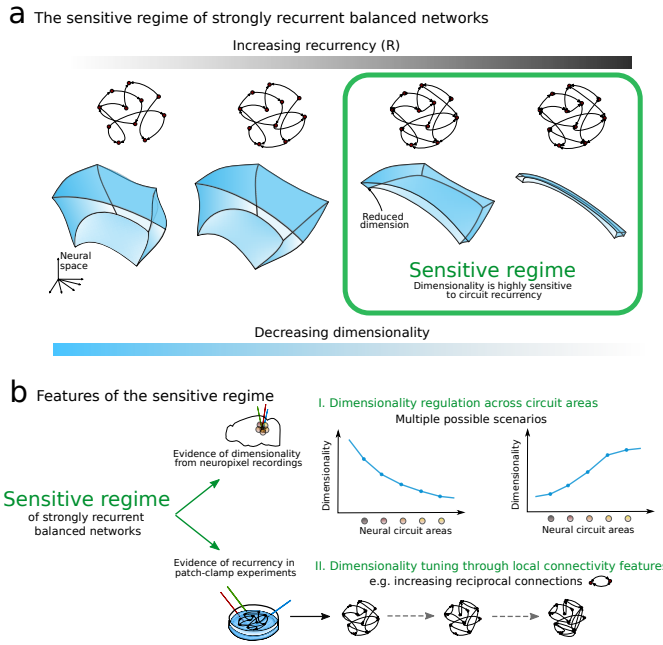 a The sensitive regime of strongly recurrent balanced networks
Increasing recurrency (R)
Neural
space
Reduced
dimension
Sensitive regime
Dimensionality is highly sensitive
to circuit recurrency
Decreasing dimensionality
b Features of the sensitive regime
Evidence of dimensionality
from neuropixel recordings
Sensitive regime
of strongly recurrent
balanced networks
Evidence of recurrency in
patch-clamp experiments
I. Dimensionality regulation across circuit areas
Multiple possible scenarios
Dimensionality
Neural circuit areas
Dimensionality
Neural circuit areas
II. Dimensionality tuning through local connectivity features
e.g. increasing reciprocal connections